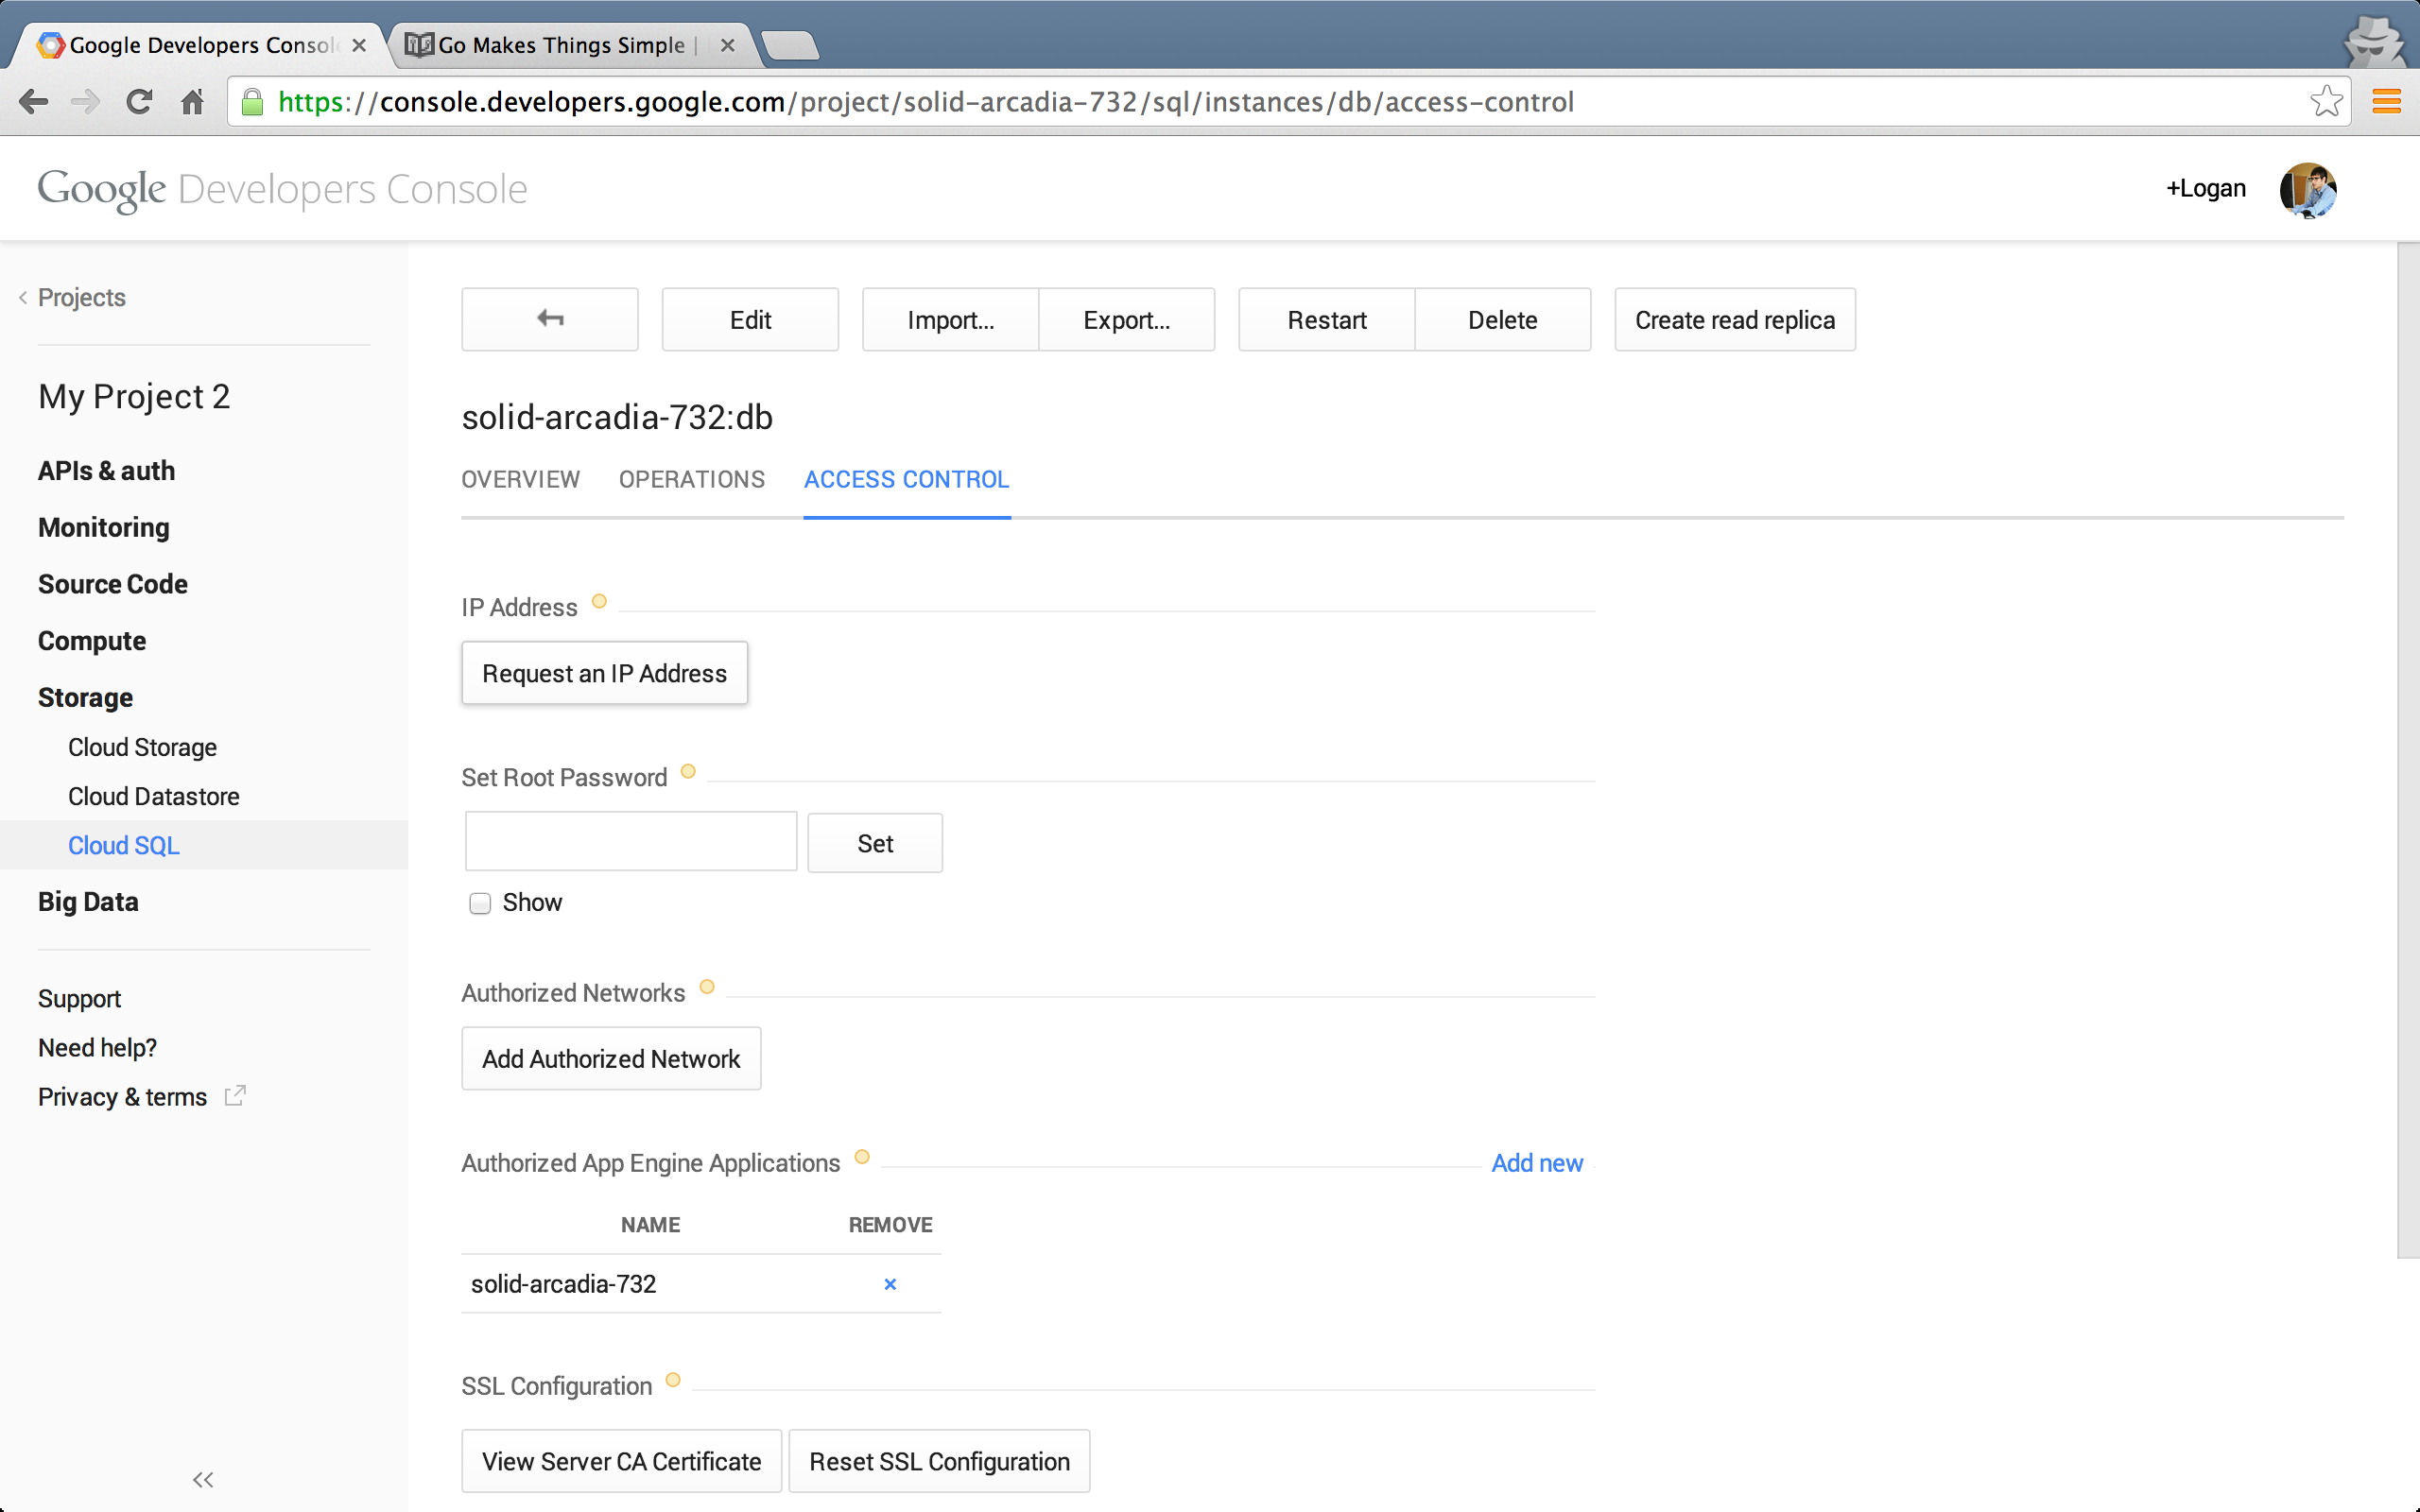 Google Developers Consol
Go Makes Things Simple |
https://console.developers.google.com/project/solid-arcadia-732/sql/instances/db/access-control
Google Developers Console
+Logan
Projects
My Project 2
APIs & auth
Monitoring
Source Code
Compute
Storage
Cloud Storage
Cloud Datastore
Cloud SQL
Big Data
Support
Need help?
Privacy & terms
Edit
Import...
Export...
Restart
Delete
Create read replica
solid-arcadia-732:db
OVERVIEW
OPERATIONS
ACCESS CONTROL
IP Address
Request an IP Address
Set Root Password
Set
Show
Authorized Networks
Add Authorized Network
Authorized App Engine Applications
Add new
NAME
REMOVE
solid-arcadia-732
×
SSL Configuration
View Server CA Certificate
Reset SSL Configuration